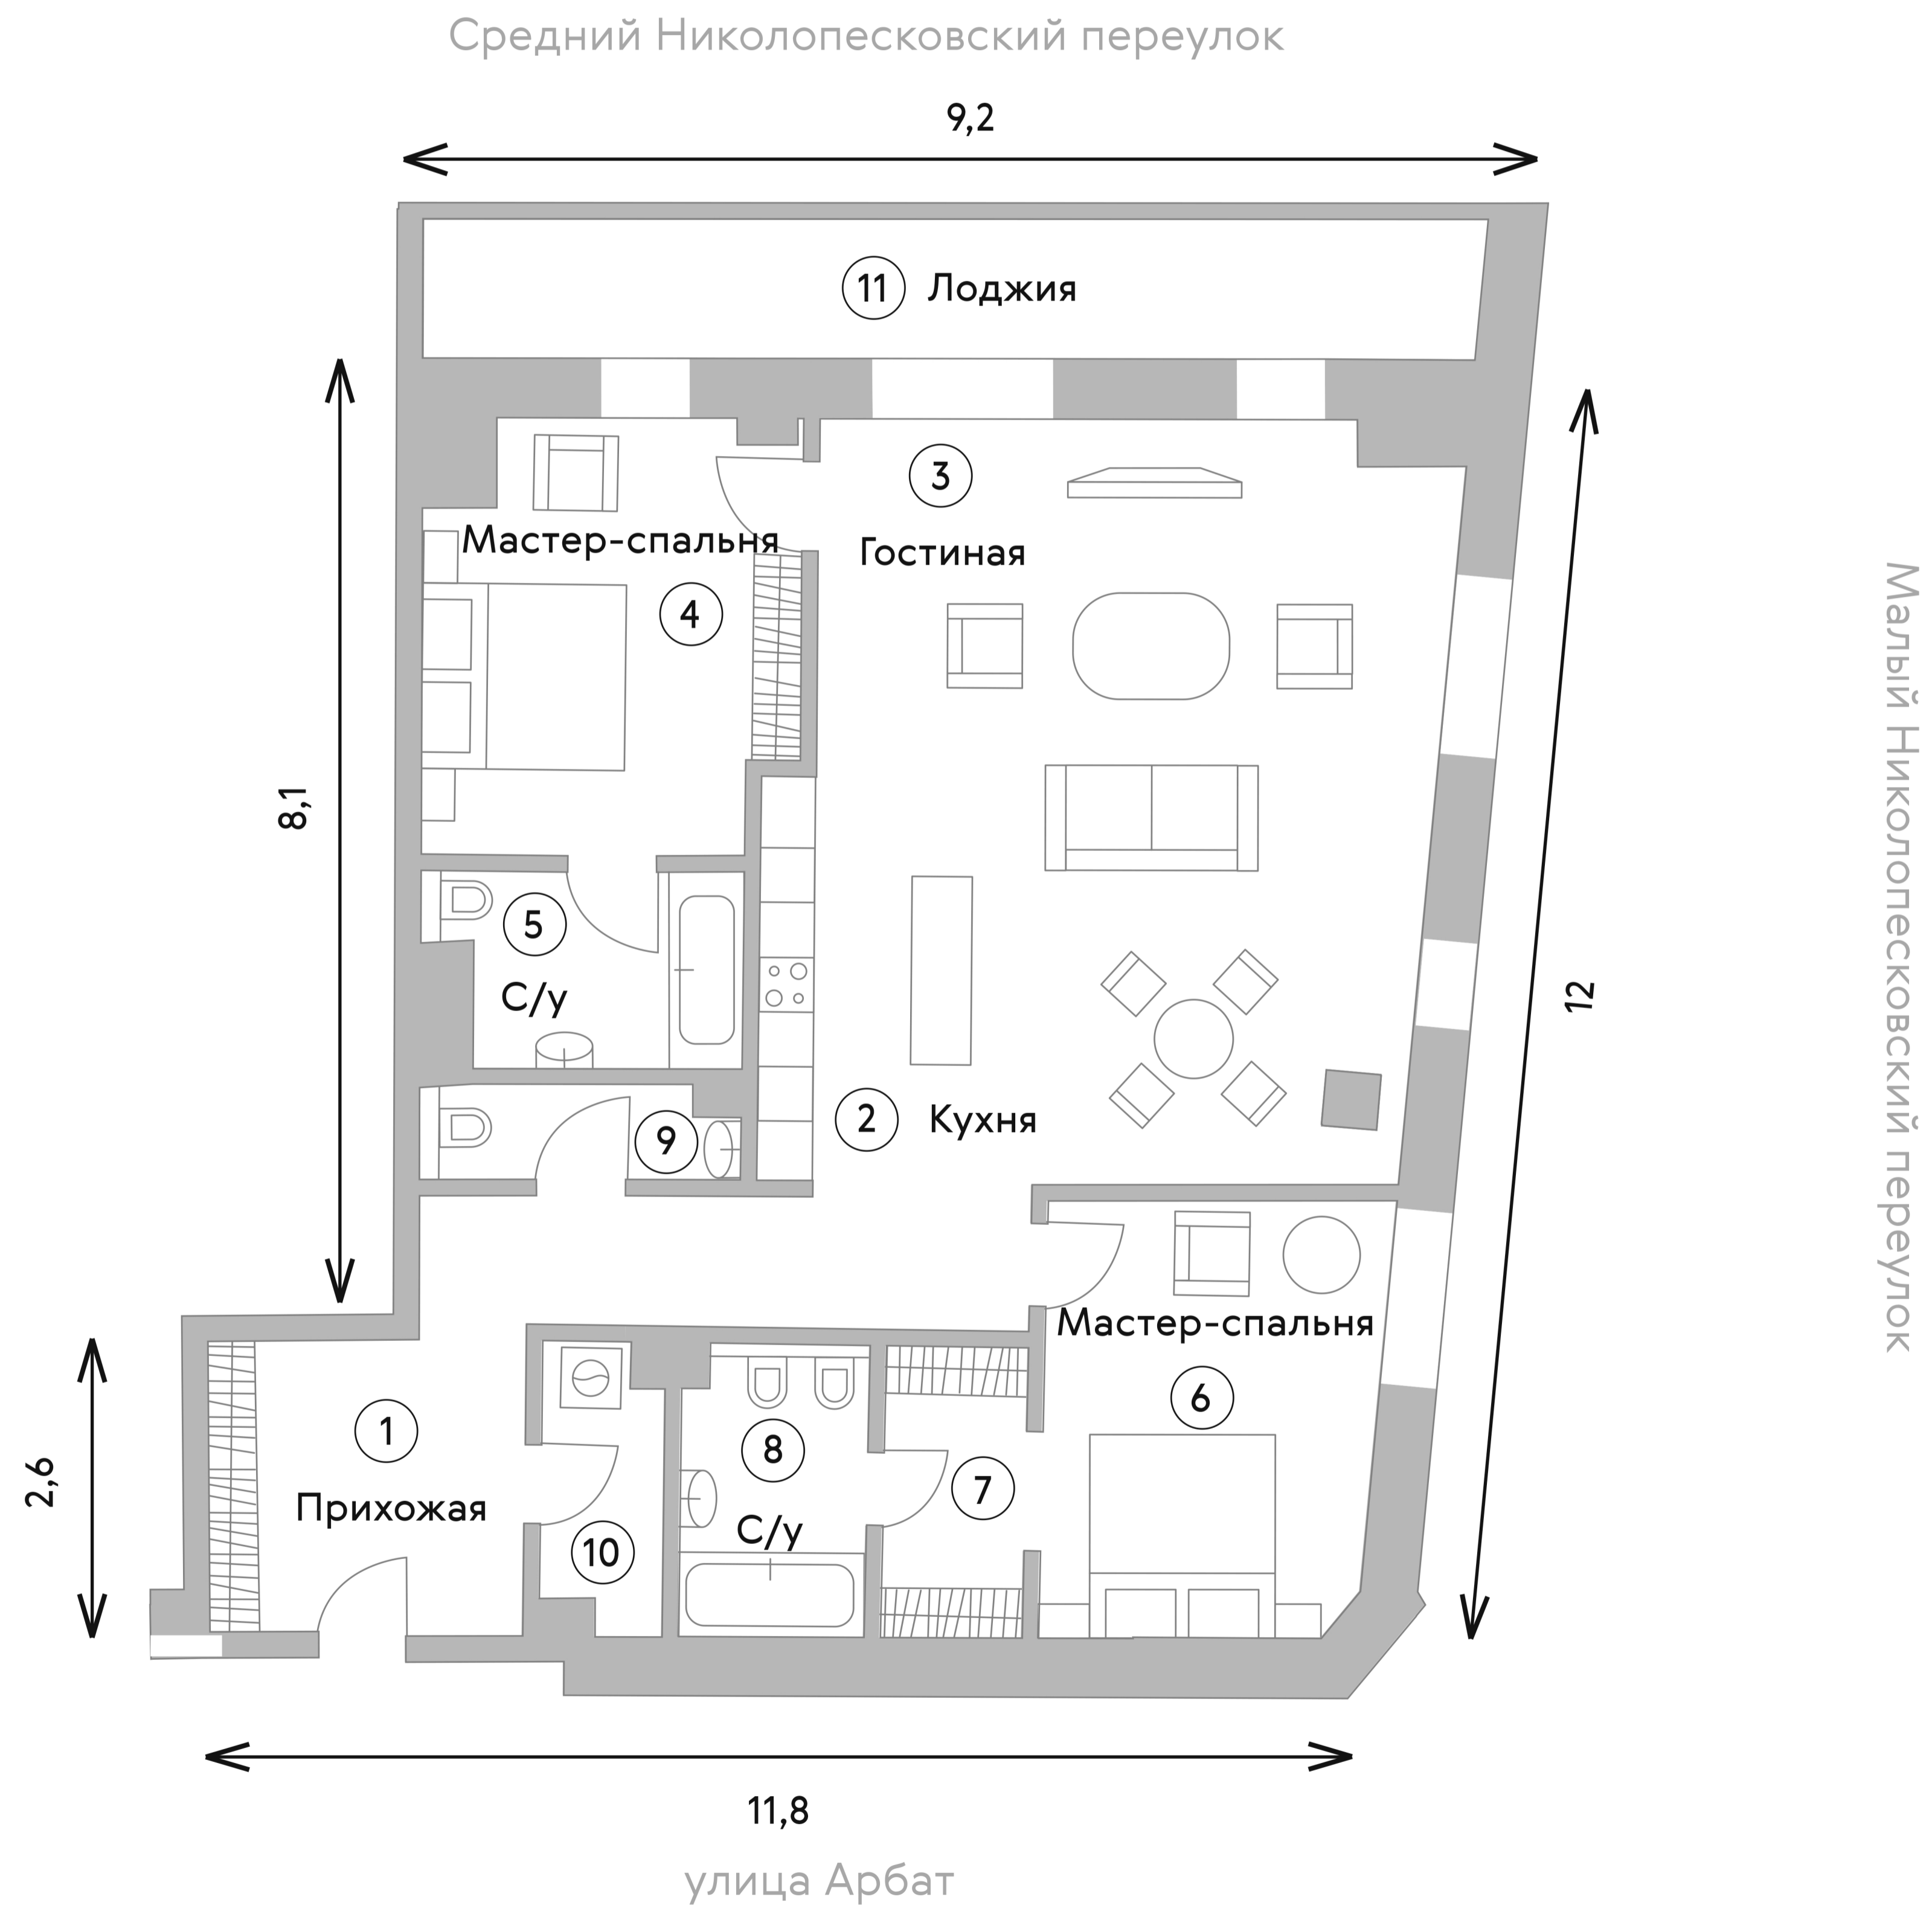 Средний Николопесковский переулок
9,2
11 Лоджия
3
Гостиная
Мастер-спальня
4
8,1
5
С/у
12
Малый Николопесковский переулок
2 Кухня
9
Мастер-спальня
6
1
Прихожая
2,6
8
С/у
7
10
11,8
улица Арбат